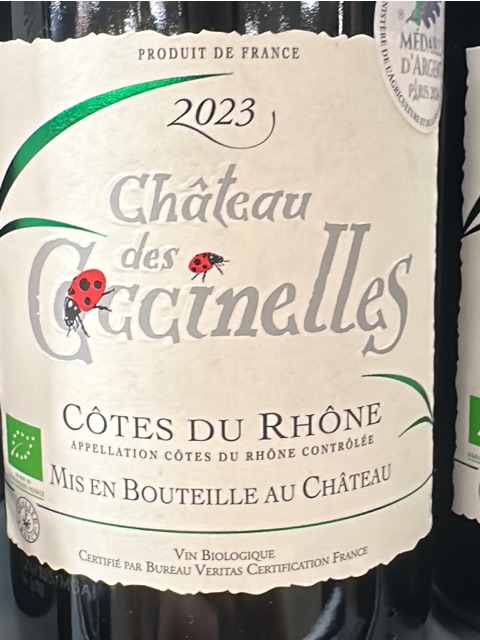 PRODUIT DE FRANCE
2023
Château
des
Coccinelles
CÔTES DU RHÔNE
APPELLATION CÔTES DU RHÔNE CONTRÔLÉE
MIS EN BOUTEILLE AU CHÂTEAU
VIN BIOLOGIQUE
CERTIFIÉ PAR BUREAU VERITAS CERTIFICATION FRANCE
MÉDAILLE
D'ARGENT
PARIS